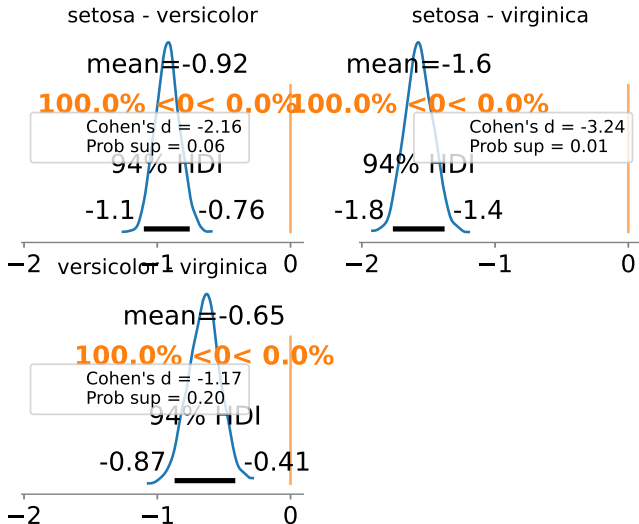 setosa - versicolor
mean=-0.92
100.0% <0< 0.0%
Cohen's d = -2.16
Prob sup = 0.06
94% HDI
-1.1 -0.76
−2 −1 0
setosa - virginica
mean=-1.6
100.0% <0< 0.0%
Cohen's d = -3.24
Prob sup = 0.01
94% HDI
-1.8 -1.4
−2 −1 0
versicolor - virginica
mean=-0.65
100.0% <0< 0.0%
Cohen's d = -1.17
Prob sup = 0.20
94% HDI
-0.87 -0.41
−2 −1 0